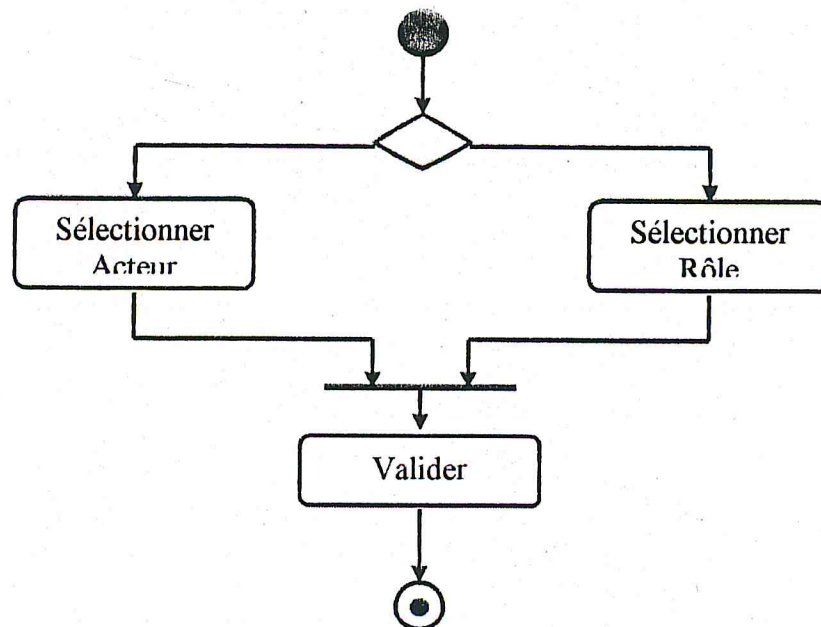 Sélectionner
Acteur
Sélectionner
Rôle
Valider